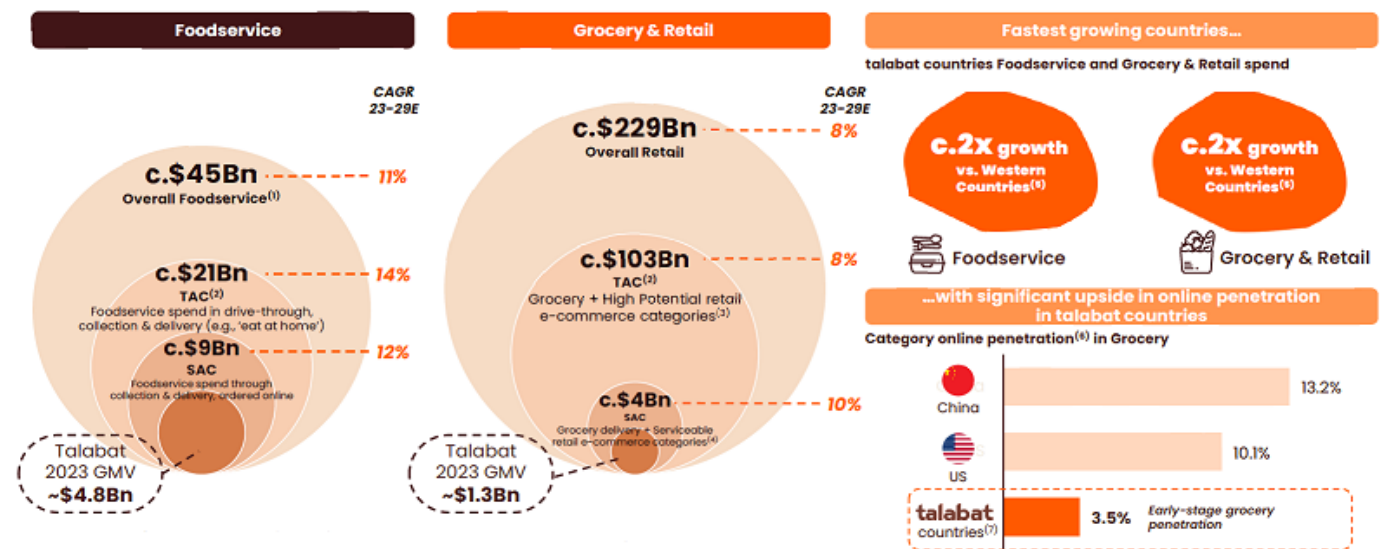 Foodservice
CAGR
23-29E
c.$45Bn
11%
Overall Foodservice(1)
c.$21Bn
14%
TAC(2)
Foodservice spend in drive-through,
collection & delivery (e.g., 'eat at home')
c.$9Bn
12%
SAC
Foodservice spend through
collection & delivery, ordered online
Talabat
2023 GMV
~$4.8Bn
Grocery & Retail
CAGR
23-29E
c.$229Bn
8%
Overall Retail
c.$103Bn
8%
TAC(2)
Grocery + High Potential retail
e-commerce categories(3)
c.$4Bn
10%
SAC
Grocery delivery + Serviceable
retail e-commerce categories(4)
Talabat
2023 GMV
~$1.3Bn
Fastest growing countries...
talabat countries Foodservice and Grocery & Retail spend
c.2x growth
vs. Western
Countries(5)
Foodservice
c.2x growth
vs. Western
Countries(5)
Grocery & Retail
...with significant upside in online penetration
in talabat countries
Category online penetration(6) in Grocery
China
13.2%
US
10.1%
talabat
countries(7)
3.5%
Early-stage grocery
penetration